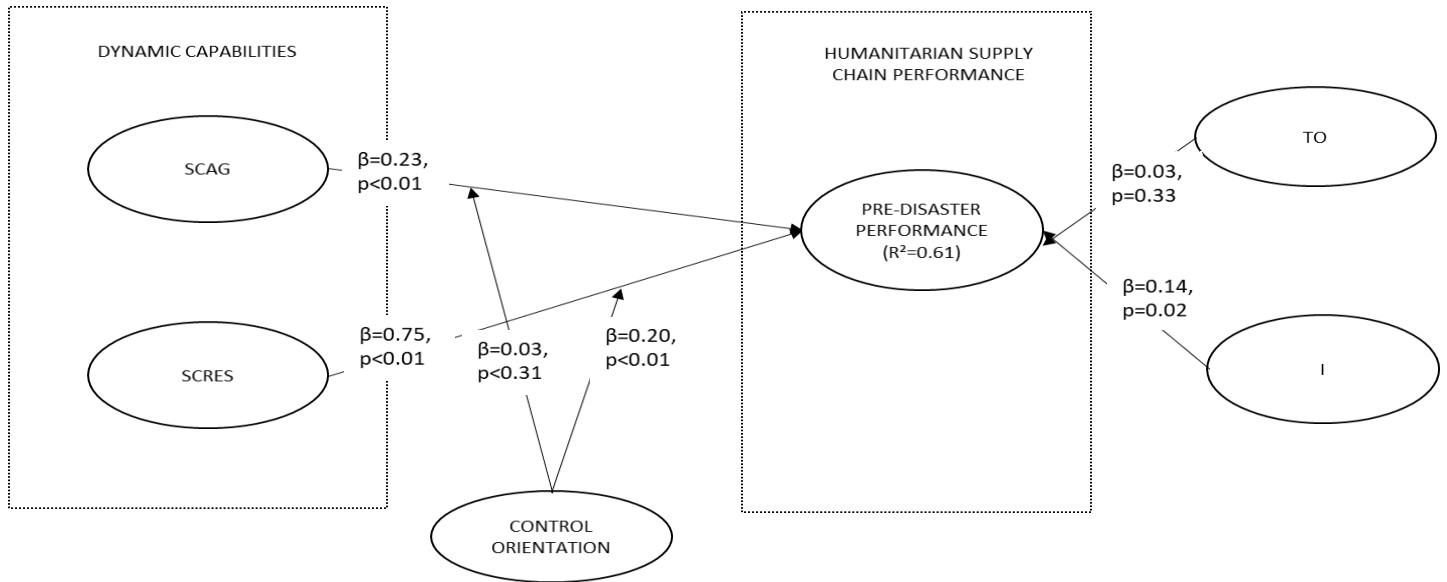 DYNAMIC CAPABILITIES
HUMANITARIAN SUPPLY
CHAIN PERFORMANCE
SCAG
β=0.23,
p<0.01
TO
β=0.03,
p=0.33
PRE-DISASTER
PERFORMANCE
(R²=0.61)
SCRES
β=0.75,
p<0.01
β=0.03,
p<0.31
β=0.20,
p<0.01
β=0.14,
p=0.02
I
CONTROL
ORIENTATION